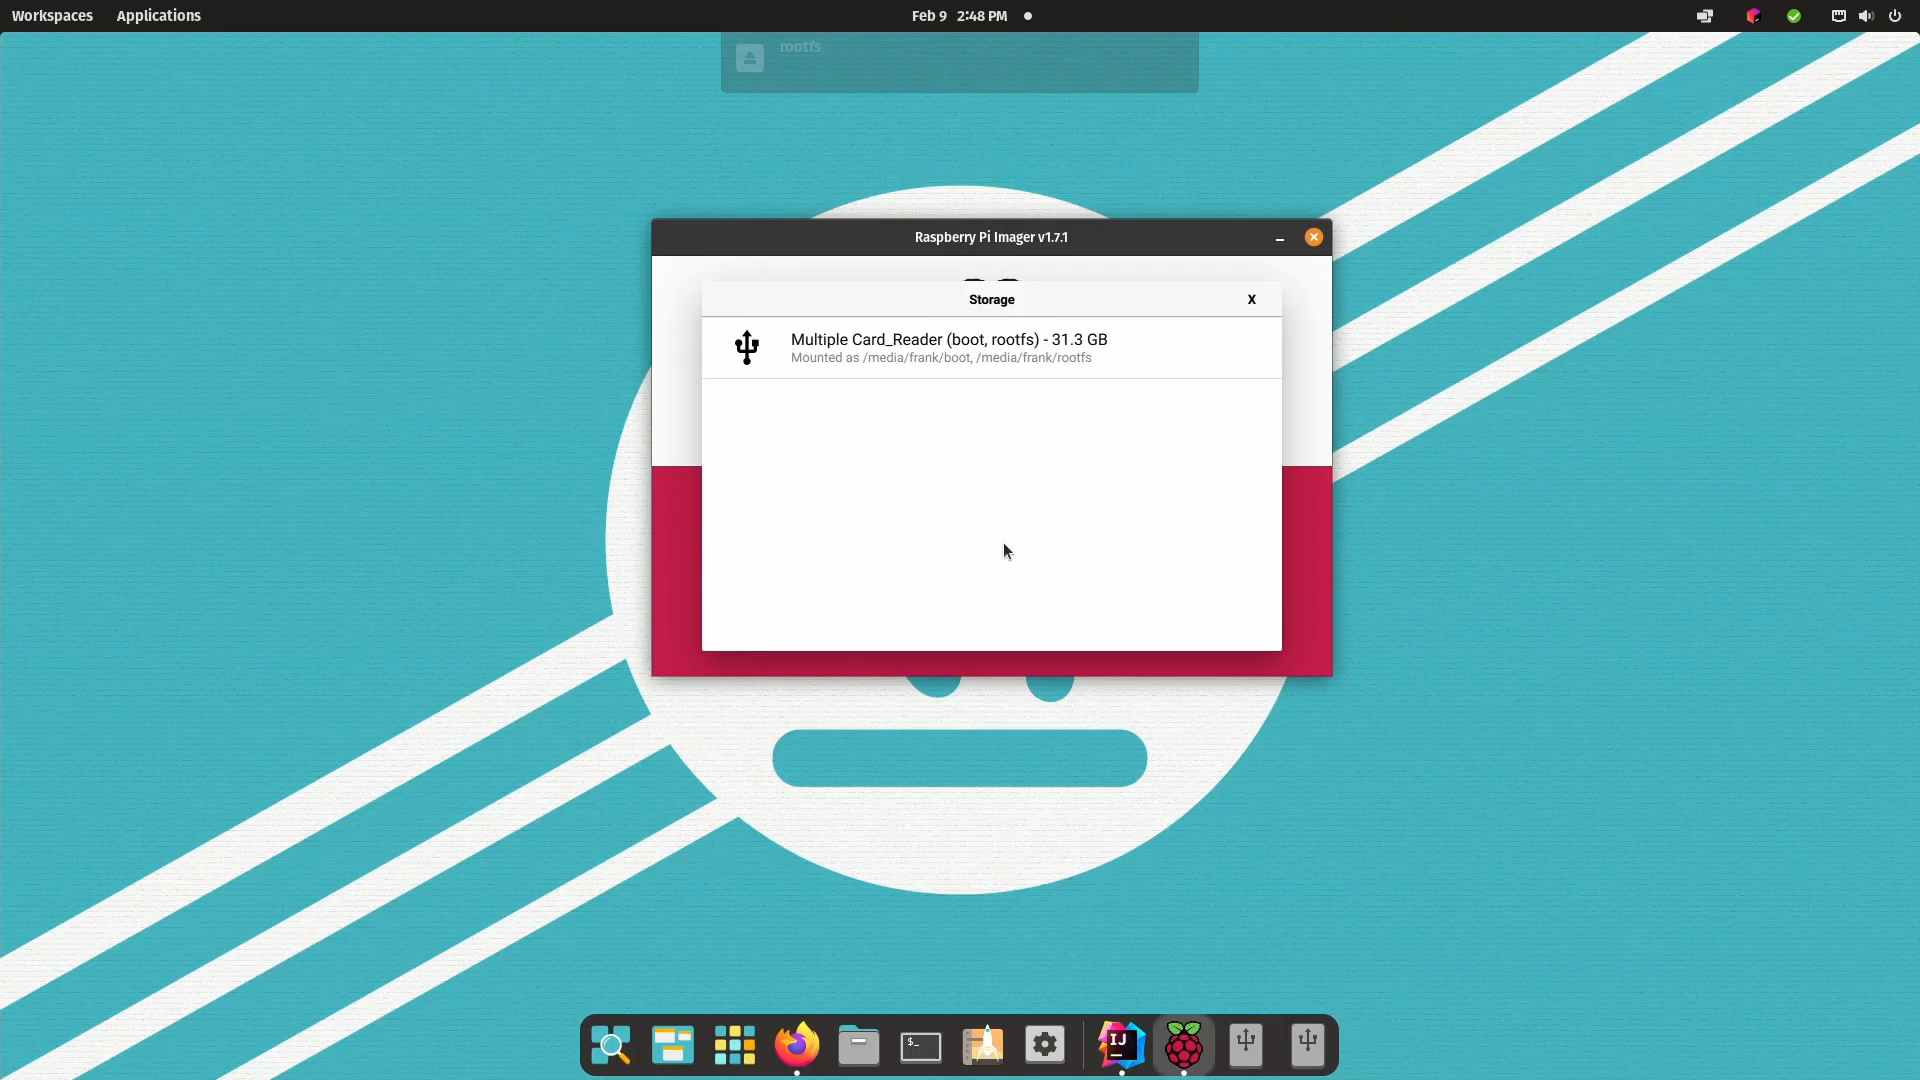 Workspaces Applications Feb 9 2:48 PM
rootfs
Raspberry Pi Imager v1.7.1
Storage X
Multiple Card_Reader (boot, rootfs) - 31.3 GB
Mounted as /media/frank/boot, /media/frank/rootfs
$_ IJ